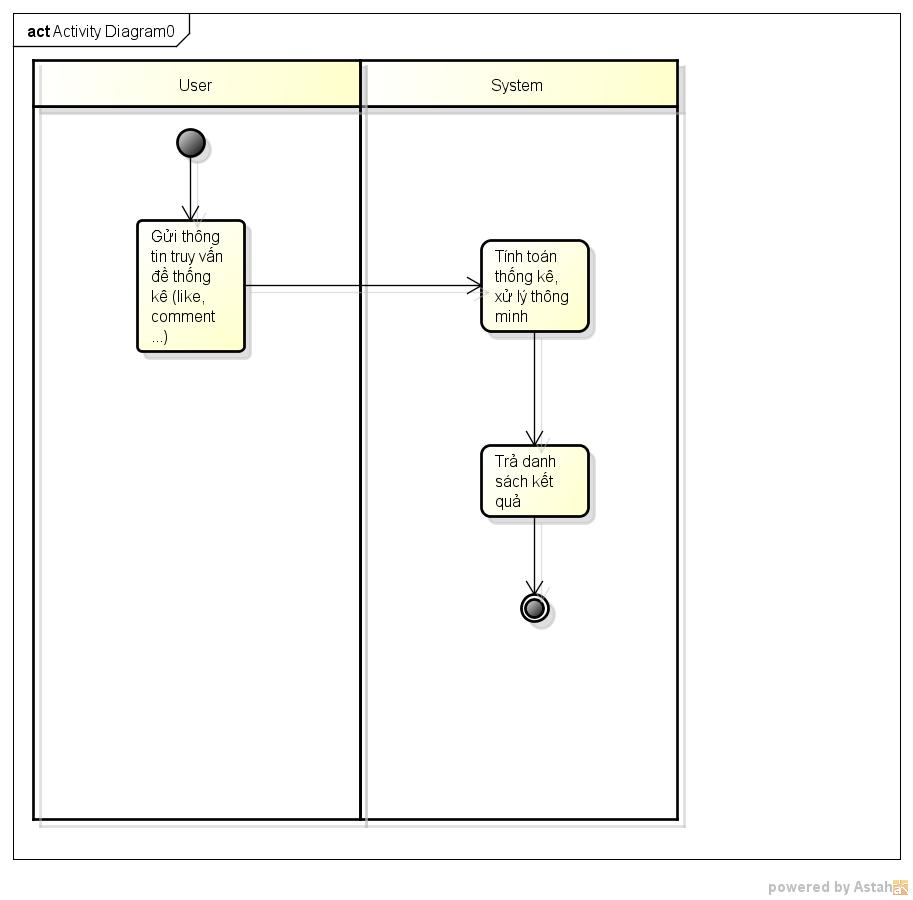 act Activity Diagram0
User
System
Gửi thông
tin truy vấn
đề thống
kê (like,
comment
...)
Tính toán
thống kê,
xử lý thông
minh
Trả danh
sách kết
quả
powered by Astah